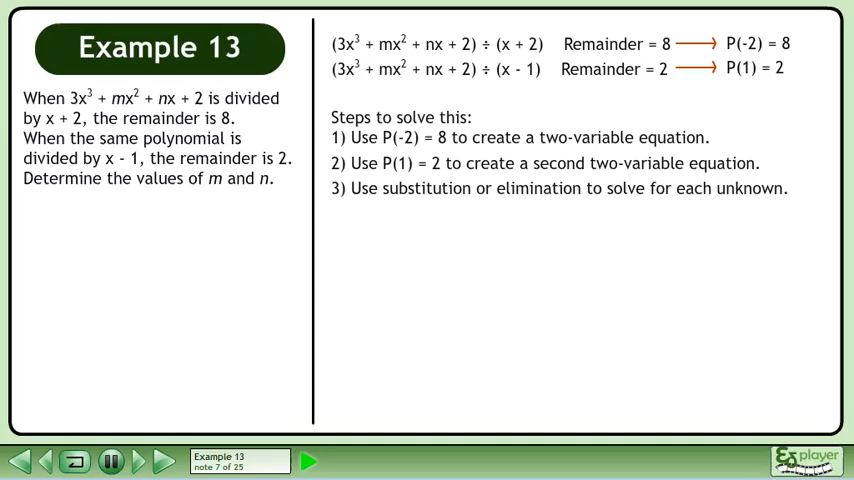 Example 13
When 3x³ + mx² + nx + 2 is divided
by x + 2, the remainder is 8.
When the same polynomial is
divided by x - 1, the remainder is 2.
Determine the values of m and n.
(3x³ + mx² + nx + 2) ÷ (x + 2) Remainder = 8 → P(-2) = 8
(3x³ + mx² + nx + 2) ÷ (x - 1) Remainder = 2 → P(1) = 2
Steps to solve this:
1) Use P(-2) = 8 to create a two-variable equation.
2) Use P(1) = 2 to create a second two-variable equation.
3) Use substitution or elimination to solve for each unknown.
Example 13
note 7 of 25
player